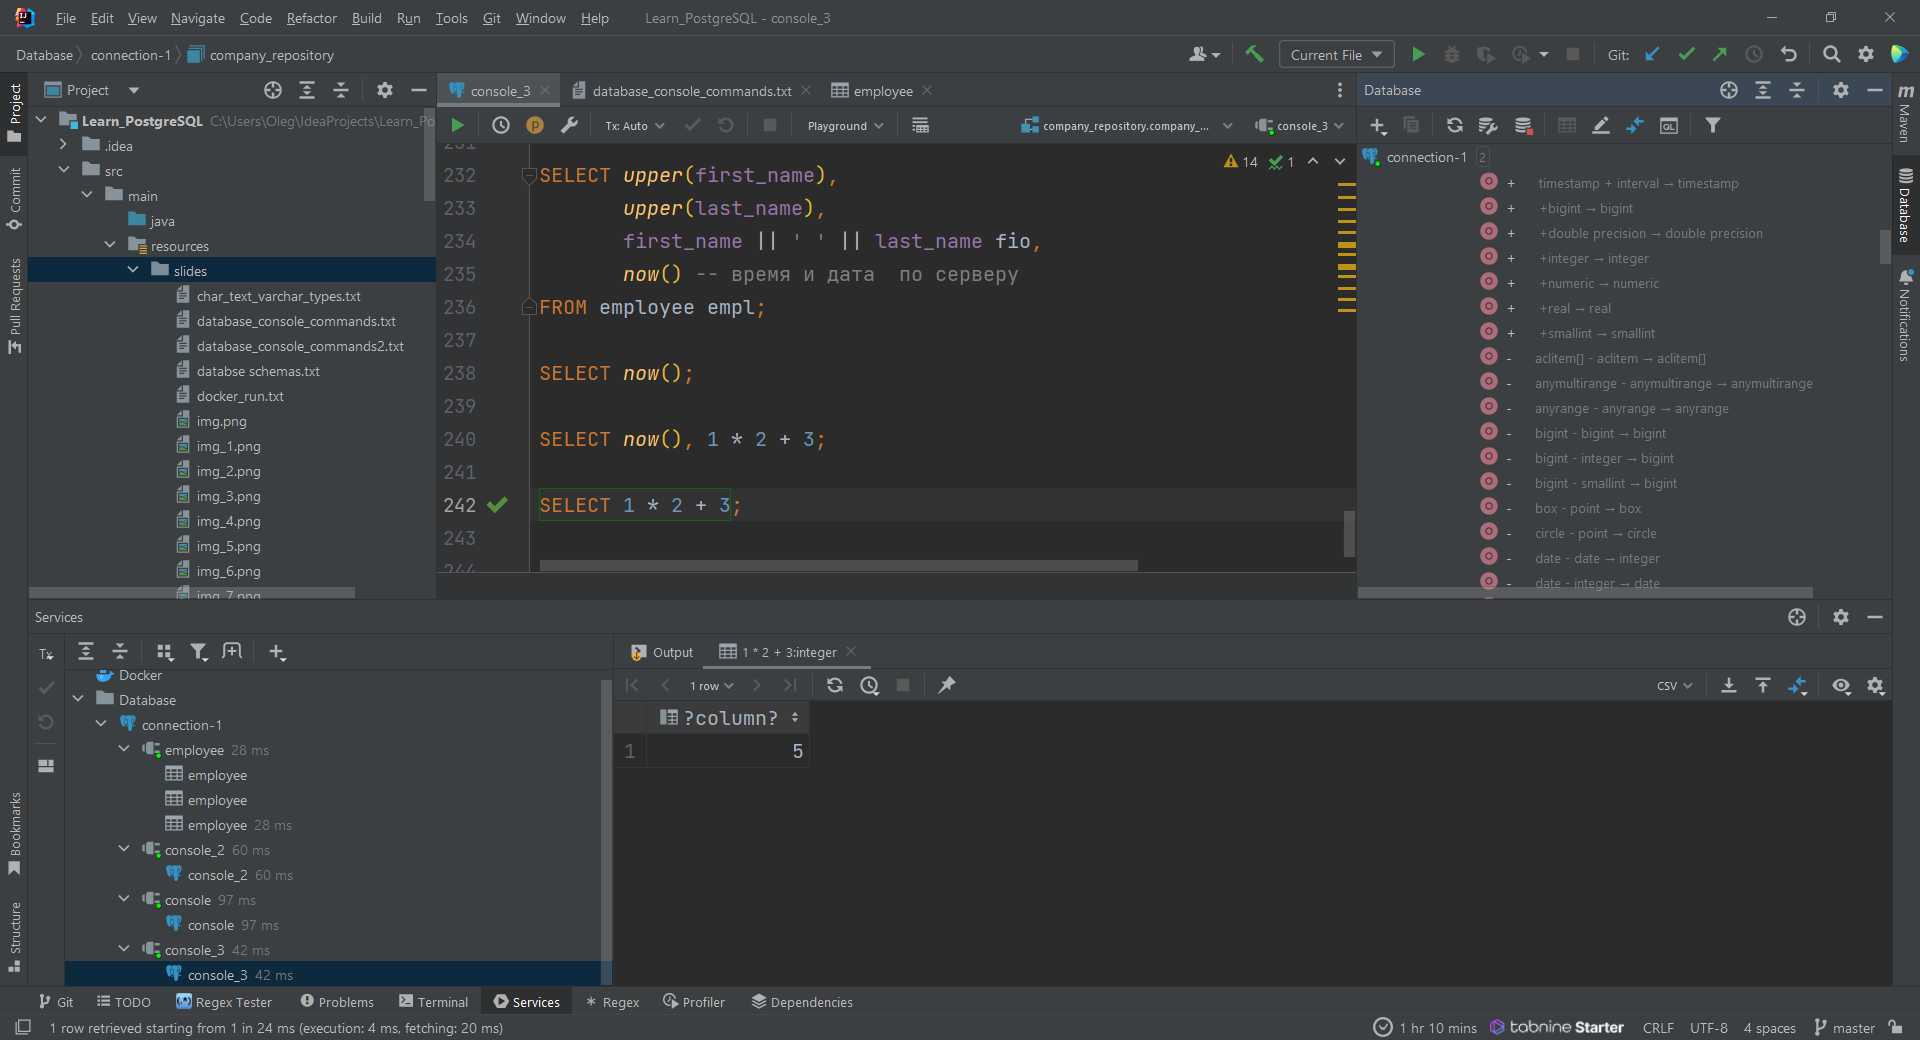 File Edit View Navigate Code Refactor Build Run Tools Git Window Help Learn_PostgreSQL - console_3
Database connection-1 company_repository
Current File
Git:
Project
Learn_PostgreSQL C:\Users\Oleg\IdeaProjects\Learn_Po
.idea
src
main
java
resources
slides
char_text_varchar_types.txt
database_console_commands.txt
database_console_commands2.txt
databse schemas.txt
docker_run.txt
img.png
img_1.png
img_2.png
img_3.png
img_4.png
img_5.png
img_6.png
img_7.png
Project
Commit
Pull Requests
Bookmarks
Structure
console_3 database_console_commands.txt employee
Tx: Auto Playground company_repository.company_... console_3
14 1
231
232 SELECT upper(first_name),
233 upper(last_name),
234 first_name || ' ' || last_name fio,
235 now() -- время и дата  по серверу
236 FROM employee empl;
237
238 SELECT now();
239
240 SELECT now(), 1 * 2 + 3;
241
242 SELECT 1 * 2 + 3;
243
244
Database
connection-1 2
+ timestamp + interval → timestamp
+ +bigint → bigint
+ +double precision → double precision
+ +integer → integer
+ +numeric → numeric
+ +real → real
+ +smallint → smallint
- aclitem[] - aclitem → aclitem[]
- anymultirange - anymultirange → anymultirange
- anyrange - anyrange → anyrange
- bigint - bigint → bigint
- bigint - integer → bigint
- bigint - smallint → bigint
- box - point → box
- circle - point → circle
- date - date → integer
- date - integer → date
Maven
Database
Notifications
Services
Tx
Docker
Database
connection-1
employee 28 ms
employee
employee
employee 28 ms
console_2 60 ms
console_2 60 ms
console 97 ms
console 97 ms
console_3 42 ms
console_3 42 ms
Output 1 * 2 + 3:integer
1 row CSV
?column?
1 5
Git TODO Regex Tester Problems Terminal Services Regex Profiler Dependencies
1 row retrieved starting from 1 in 24 ms (execution: 4 ms, fetching: 20 ms) 1 hr 10 mins tabnine Starter CRLF UTF-8 4 spaces master